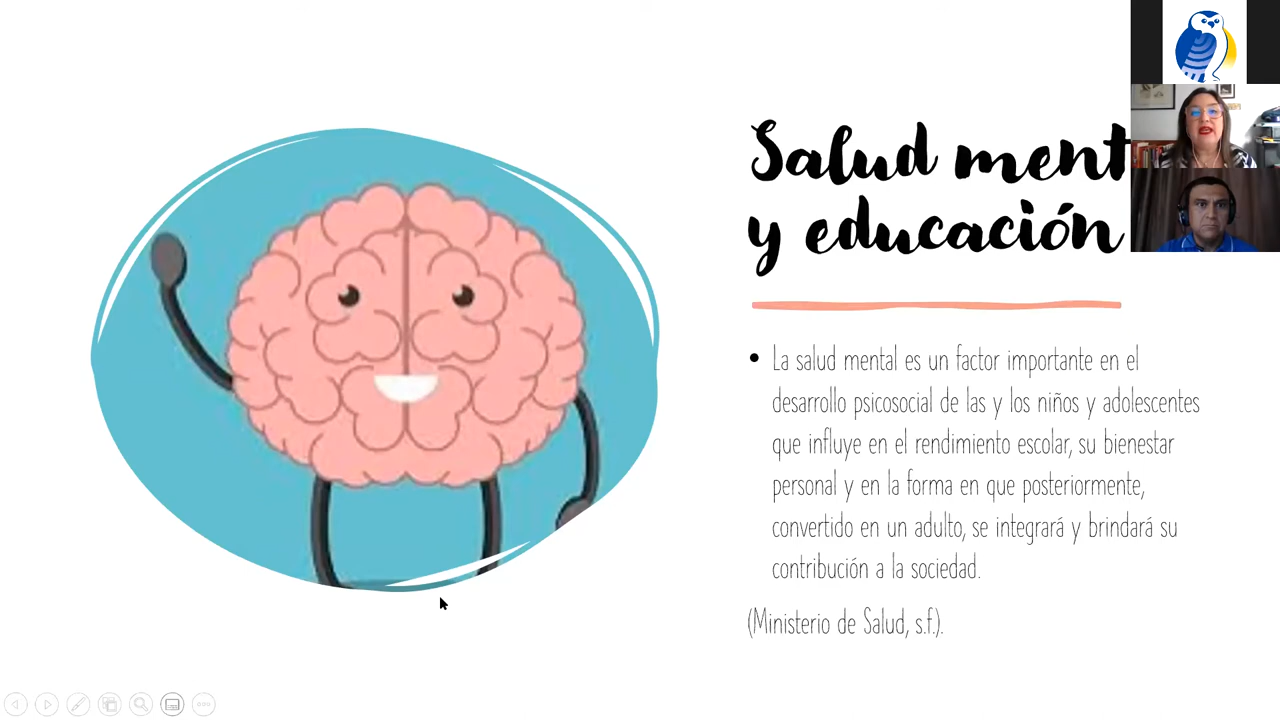 Salud ment
y educación
• La salud mental es un factor importante en el
desarrollo psicosocial de las y los niños y adolescentes
que influye en el rendimiento escolar, su bienestar
personal y en la forma en que posteriormente,
convertido en un adulto, se integrará y brindará su
contribución a la sociedad.
(Ministerio de Salud, s.f.).